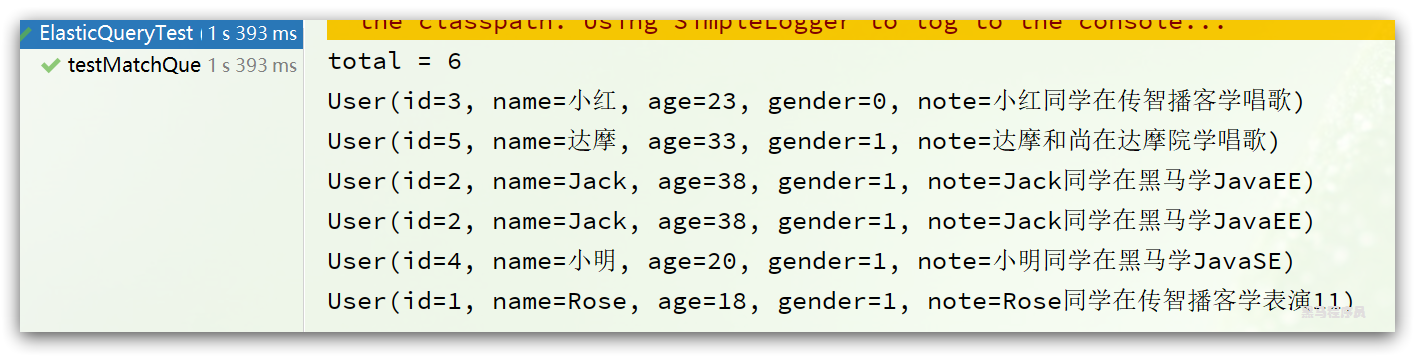 ElasticQueryTest ( 1 s 393 ms
testMatchQue 1 s 393 ms
the classpath. Using SimpleLogger to log to the console...
total = 6
User(id=3, name=小红, age=23, gender=0, note=小红同学在传智播客学唱歌)
User(id=5, name=达摩, age=33, gender=1, note=达摩和尚在达摩院学唱歌)
User(id=2, name=Jack, age=38, gender=1, note=Jack同学在黑马学JavaEE)
User(id=2, name=Jack, age=38, gender=1, note=Jack同学在黑马学JavaEE)
User(id=4, name=小明, age=20, gender=1, note=小明同学在黑马学JavaSE)
User(id=1, name=Rose, age=18, gender=1, note=Rose同学在传智播客学表演11)
黑马程序员